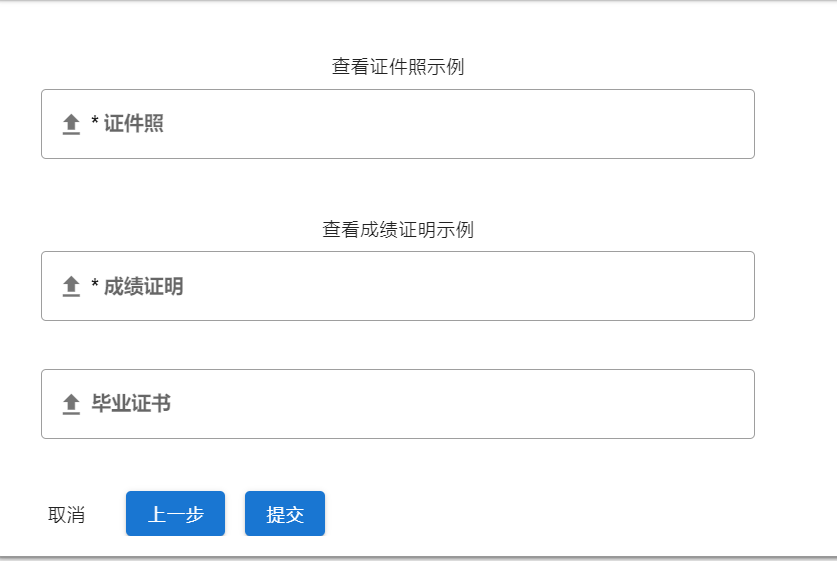 查看证件照示例
* 证件照
查看成绩证明示例
* 成绩证明
毕业证书
取消 上一步 提交